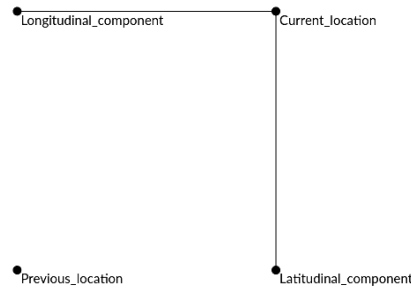 Longitudinal_component
Current_location
Previous_location
Latitudinal_component